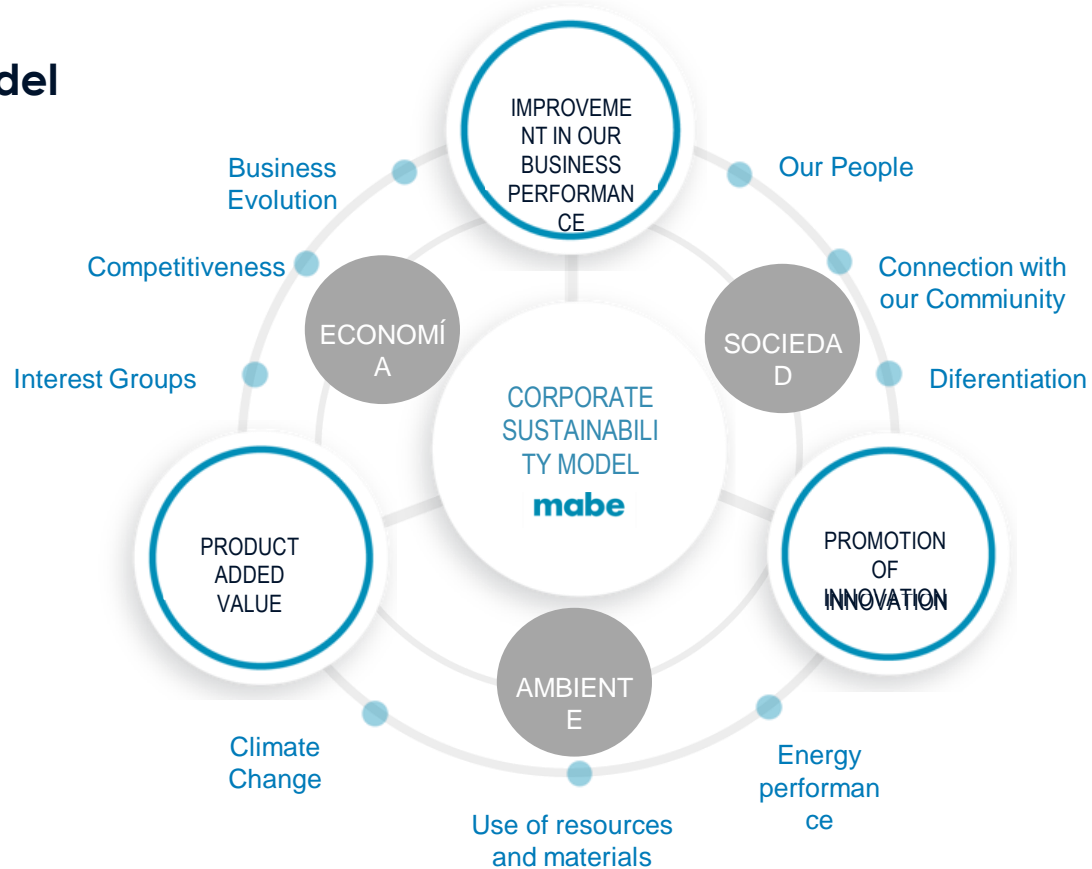 del
IMPROVEME
NT IN OUR
BUSINESS
PERFORMAN
CE
Business
Evolution
Our People
Competitiveness
Connection with
our Commiunity
ECONOMÍ
A
SOCIEDA
D
Interest Groups
Diferentiation
CORPORATE
SUSTAINABILI
TY MODEL
mabe
PRODUCT
ADDED
VALUE
PROMOTION
OF
INNOVATION
AMBIENT
E
Climate
Change
Energy
performan
ce
Use of resources
and materials